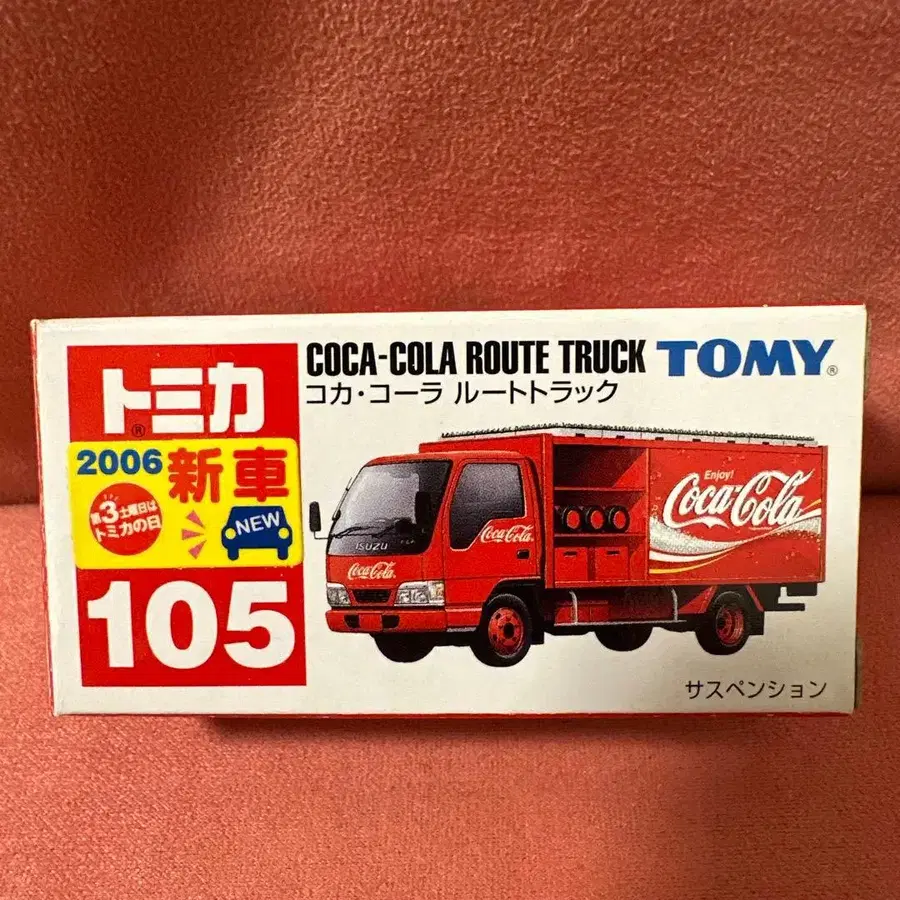 トミカ®
2006 新車
第3土曜日は
トミカの日
NEW
105
COCA-COLA ROUTE TRUCK TOMY®
コカ・コーラ ルートトラック
ISUZU
Coca-Cola
Coca-Cola
Enjoy!
Coca-Cola
サスペンション